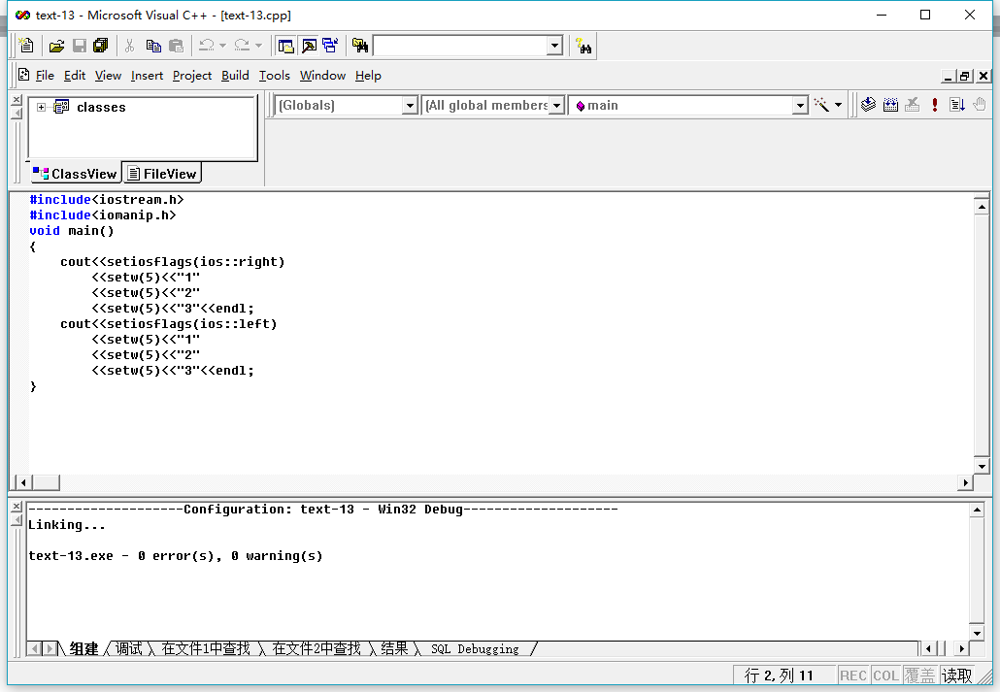 text-13 - Microsoft Visual C++ - [text-13.cpp]
File Edit View Insert Project Build Tools Window Help
classes
[Globals] [All global members main
ClassView FileView
#include<iostream.h>
#include<iomanip.h>
void main()
{
cout<<setiosflags(ios::right)
<<setw(5)<<"1"
<<setw(5)<<"2"
<<setw(5)<<"3"<<endl;
cout<<setiosflags(ios::left)
<<setw(5)<<"1"
<<setw(5)<<"2"
<<setw(5)<<"3"<<endl;
}
--------------------Configuration: text-13 - Win32 Debug--------------------
Linking...
text-13.exe - 0 error(s), 0 warning(s)
组建 调试 在文件1中查找 在文件2中查找 结果 SQL Debugging
行 2, 列 11 REC COL 覆盖 读取